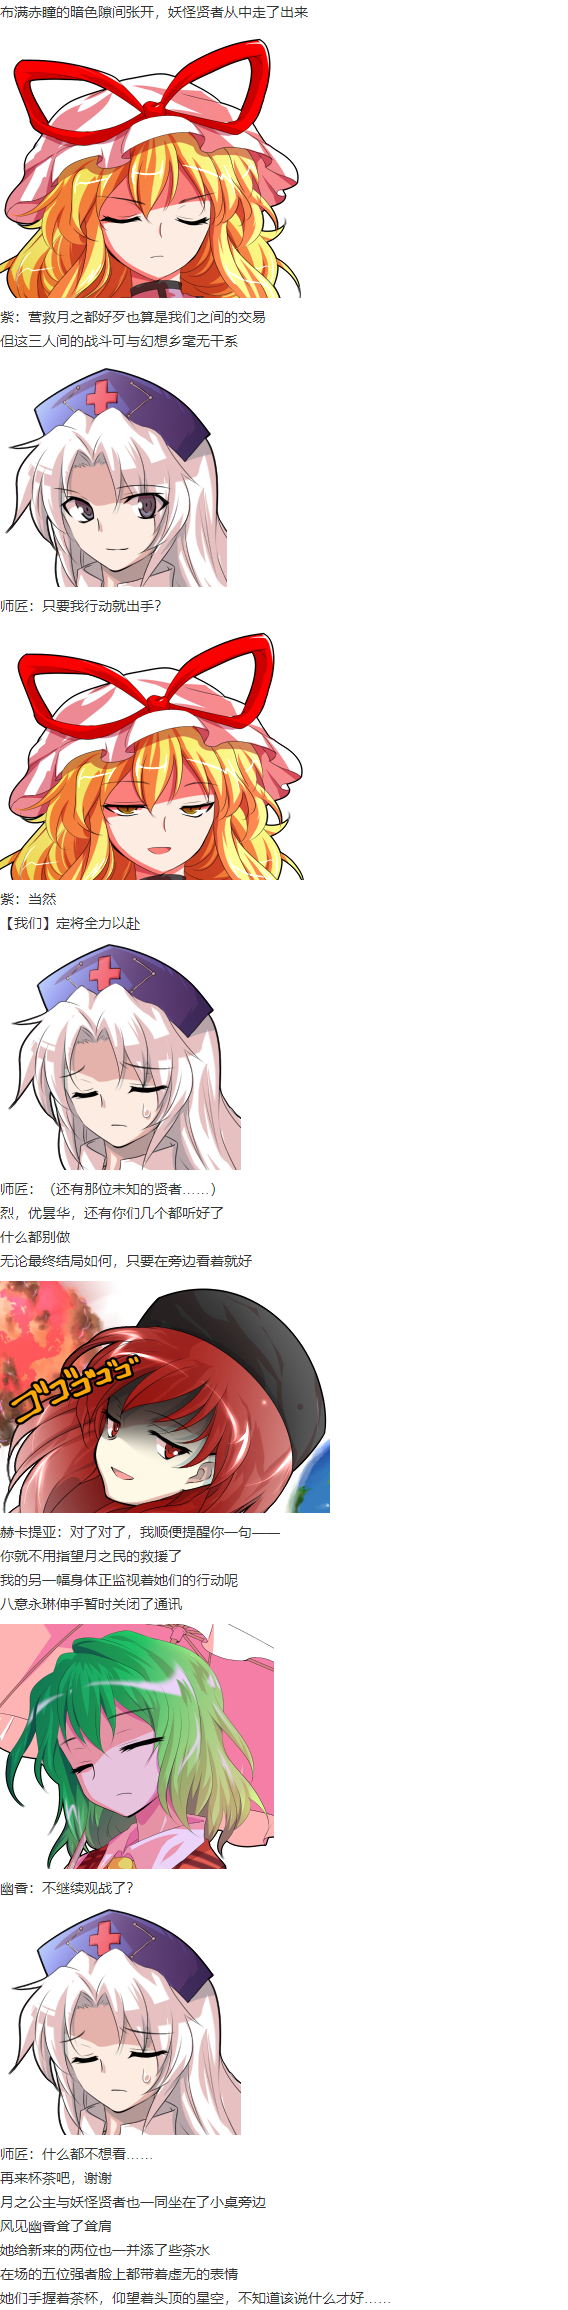 布满赤瞳的暗色隙间张开，妖怪贤者从中走了出来
紫：营救月之都好歹也算是我们之间的交易
但这三人间的战斗可与幻想乡毫无干系
师匠：只要我行动就出手？
紫：当然
【我们】定将全力以赴
师匠：（还有那位未知的贤者……）
烈，优昙华，还有你们几个都听好了
什么都别做
无论最终结局如何，只要在旁边看着就好
ゴゴゴゴゴゴ
赫卡提亚：对了对了，我顺便提醒你一句——
你就不用指望月之民的救援了
我的另一幅身体正监视着她们的行动呢
八意永琳伸手暂时关闭了通讯
幽香：不继续观战了？
师匠：什么都不想看……
再来杯茶吧，谢谢
月之公主与妖怪贤者也一同坐在了小桌旁边
风见幽香耸了耸肩
她给新来的两位也一并添了些茶水
在场的五位强者脸上都带着虚无的表情
她们手握着茶杯，仰望着头顶的星空，不知道该说什么才好……